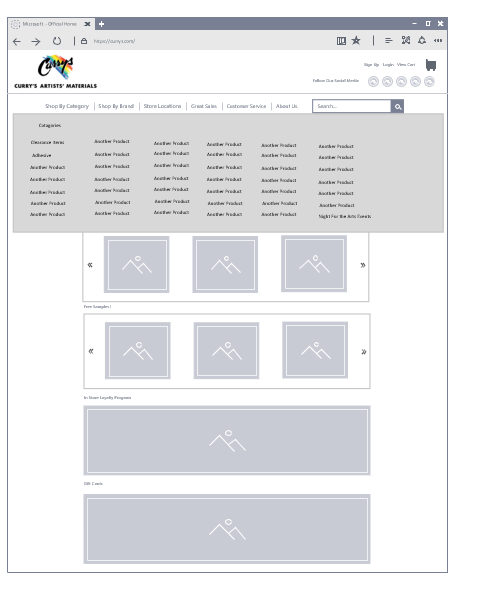 Microsoft - Official Home
https://currys.com/
Currys
CURRY'S ARTISTS' MATERIALS
Sign Up Login View Cart
Follow Our Social Media
Shop By Category Shop By Brand Store Locations Great Sales Customer Service About Us Search...
Categories
Clearance Items Another Product Another Product Another Product Another Product Another Product
Adhesive Another Product Another Product Another Product Another Product Another Product
Another Product Another Product Another Product Another Product Another Product Another Product
Another Product Another Product Another Product Another Product Another Product Another Product
Another Product Another Product Another Product Another Product Another Product Another Product
Another Product Another Product Another Product Another Product Another Product Another Product
Another Product Another Product Another Product Another Product Another Product Night For the Arts Events
Free Samples!
In Store Loyalty Program
Gift Cards